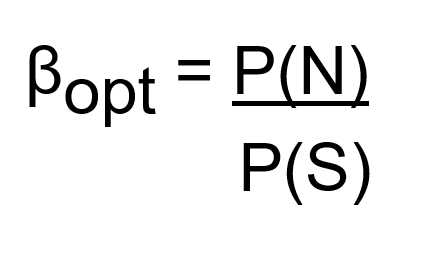 βopt = P(N)
P(S)